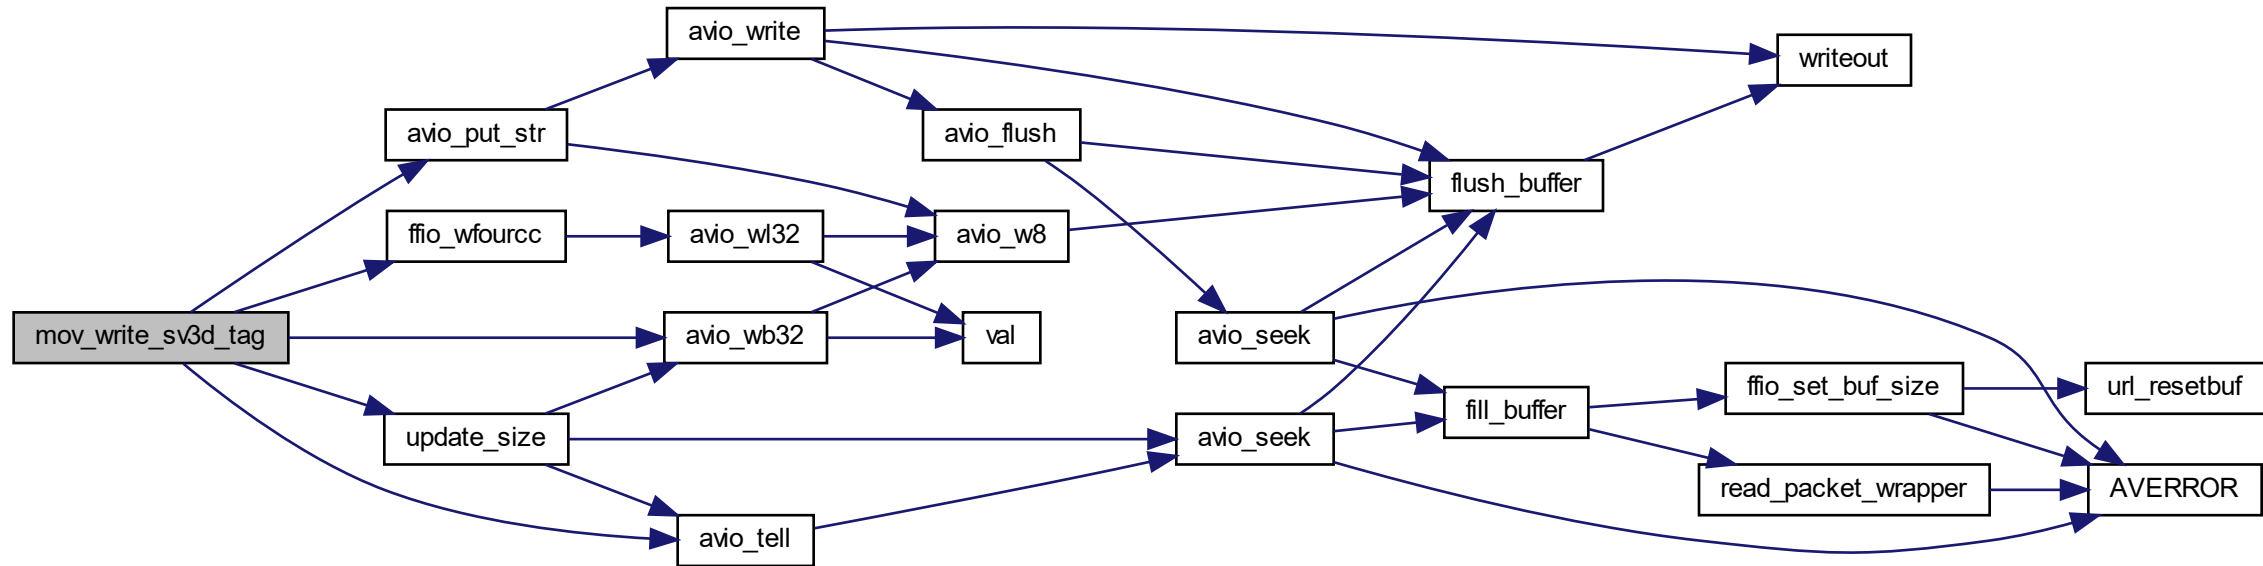 mov_write_sv3d_tag
avio_put_str
ffio_wfourcc
update_size
avio_write
avio_wl32
avio_wb32
avio_tell
avio_flush
avio_w8
val
avio_seek
avio_seek
flush_buffer
fill_buffer
writeout
ffio_set_buf_size
read_packet_wrapper
url_resetbuf
AVERROR